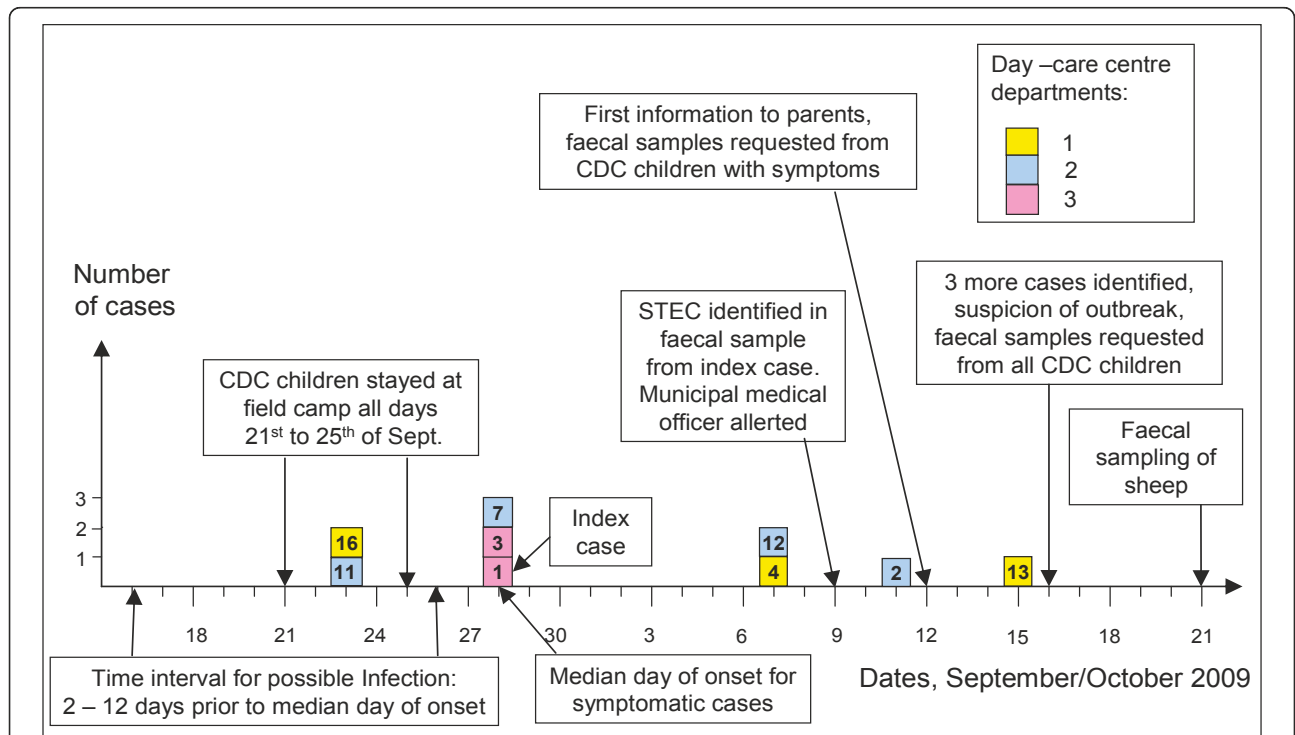 Day –care centre
departments:
1
2
3
First information to parents,
faecal samples requested from
CDC children with symptoms
Number
of cases
3 more cases identified,
suspicion of outbreak,
faecal samples requested
from all CDC children
STEC identified in
faecal sample
from index case.
Municipal medical
officer allerted
CDC children stayed at
field camp all days
21st to 25th of Sept.
Faecal
sampling of
sheep
Index
case
3
2
1
16
11
7
3
1
12
4
2
13
18 21 24 27 30 3 6 9 12 15 18 21
Time interval for possible Infection:
2 – 12 days prior to median day of onset
Median day of onset for
symptomatic cases
Dates, September/October 2009